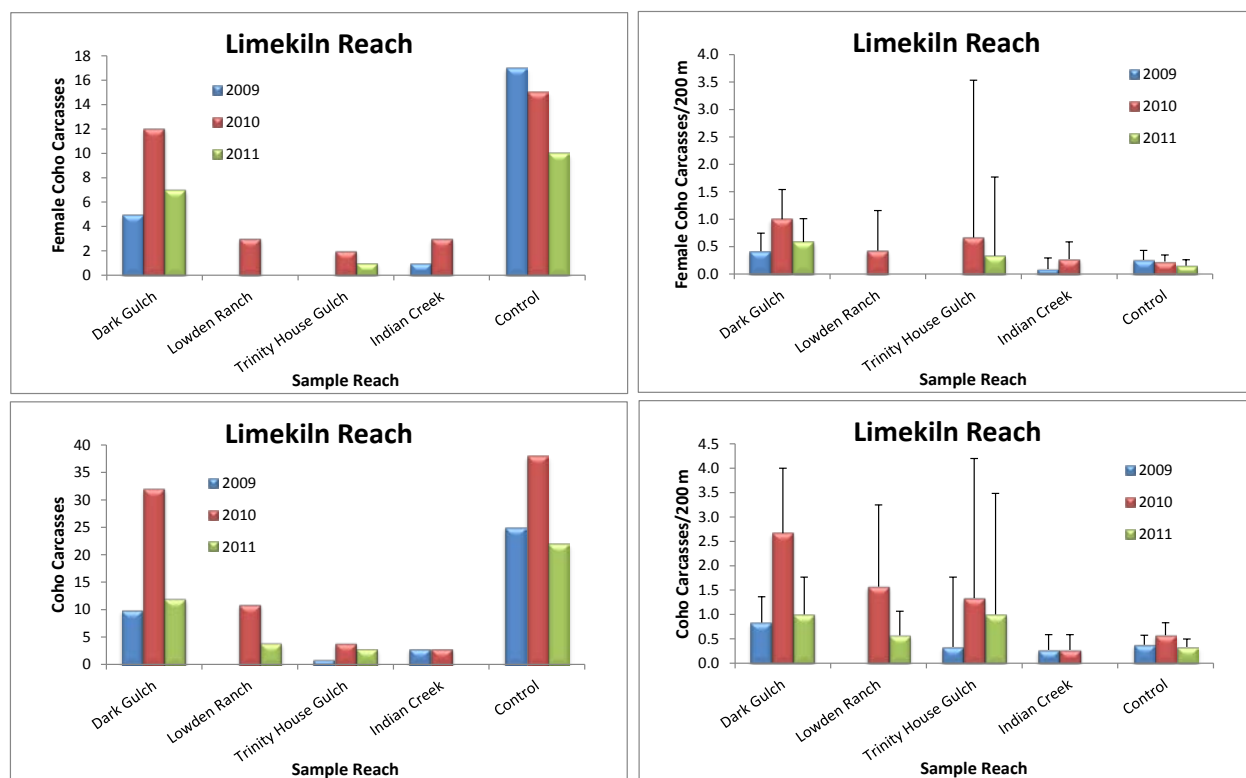 Limekiln Reach
Female Coho Carcasses
18
16
14
12
10
8
6
4
2
0
2009
2010
2011
Dark Gulch
Lowden Ranch
Trinity House Gulch
Indian Creek
Control
Sample Reach
Limekiln Reach
Female Coho Carcasses/200 m
4.0
3.5
3.0
2.5
2.0
1.5
1.0
0.5
0.0
2009
2010
2011
Dark Gulch
Lowden Ranch
Trinity House Gulch
Indian Creek
Control
Sample Reach
Limekiln Reach
Coho Carcasses
40
35
30
25
20
15
10
5
0
2009
2010
2011
Dark Gulch
Lowden Ranch
Trinity House Gulch
Indian Creek
Control
Sample Reach
Limekiln Reach
Coho Carcasses/200 m
4.5
4.0
3.5
3.0
2.5
2.0
1.5
1.0
0.5
0.0
2009
2010
2011
Dark Gulch
Lowden Ranch
Trinity House Gulch
Indian Creek
Control
Sample Reach